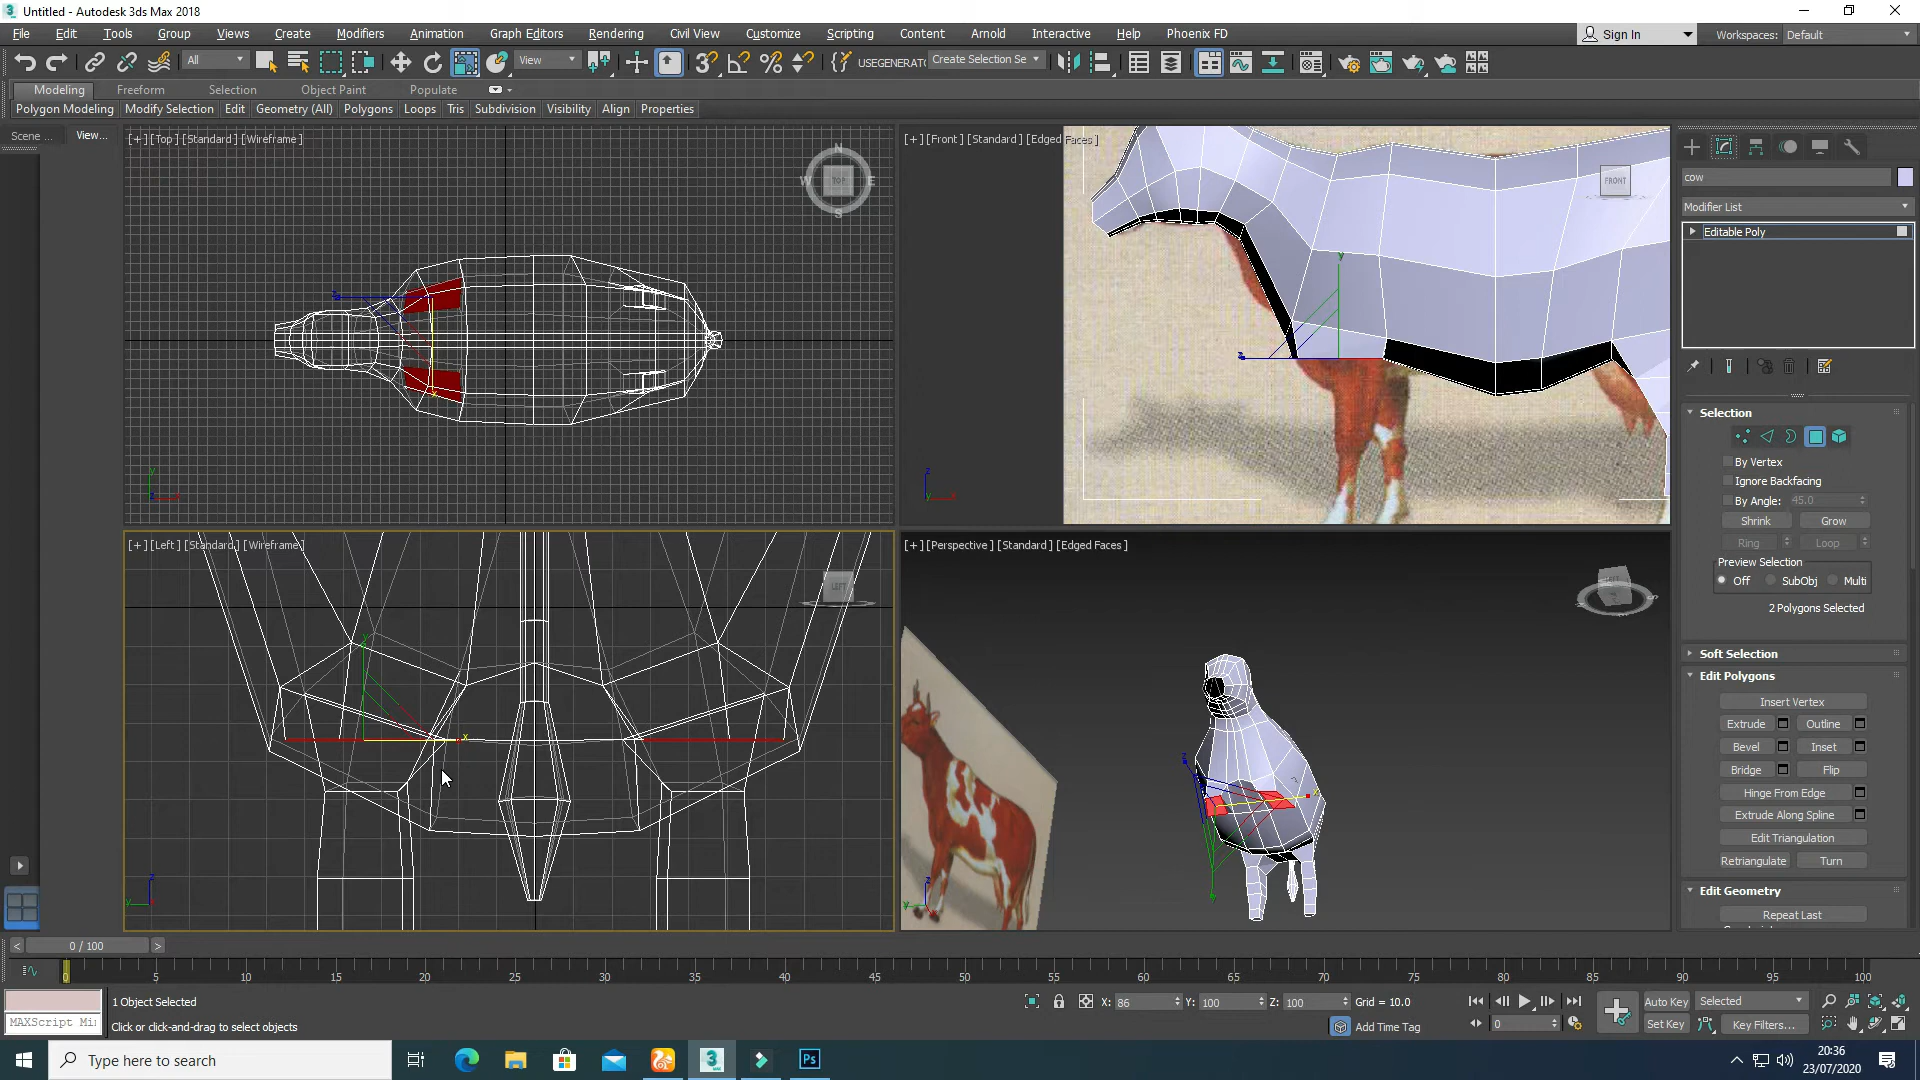 Untitled - Autodesk 3ds Max 2018
File Edit Tools Group Views Create Modifiers Animation Graph Editors Rendering Civil View Customize Scripting Content Arnold Interactive Help Phoenix FD Sign In Workspaces: Default
All View USEGENERATO Create Selection Se
Modeling Freeform Selection Object Paint Populate
Polygon Modeling Modify Selection Edit Geometry (All) Polygons Loops Tris Subdivision Visibility Align Properties
Scene ... View...
[+] [Top] [Standard] [Wireframe]
[+] [Front] [Standard] [Edged Faces]
N
W TOP E
S
FRONT
cow
Modifier List
Editable Poly
Selection
By Vertex
Ignore Backfacing
By Angle: 45.0
Shrink Grow
Ring Loop
Preview Selection
Off SubObj Multi
2 Polygons Selected
Soft Selection
Edit Polygons
Insert Vertex
Extrude Outline
Bevel Inset
Bridge Flip
Hinge From Edge
Extrude Along Spline
Edit Triangulation
Retriangulate Turn
Edit Geometry
Repeat Last
[+] [Left] [Standard] [Wireframe]
[+] [Perspective] [Standard] [Edged Faces]
LEFT
0 / 100
0 5 10 15 20 25 30 35 40 45 50 55 60 65 70 75 80 85 90 95 100
1 Object Selected
X: 86 Y: 100 Z: 100 Grid = 10.0
Auto Key Selected
MAXScript Mi
Click or click-and-drag to select objects
Add Time Tag
0
Set Key Key Filters...
Type here to search
Ps
20:36
23/07/2020